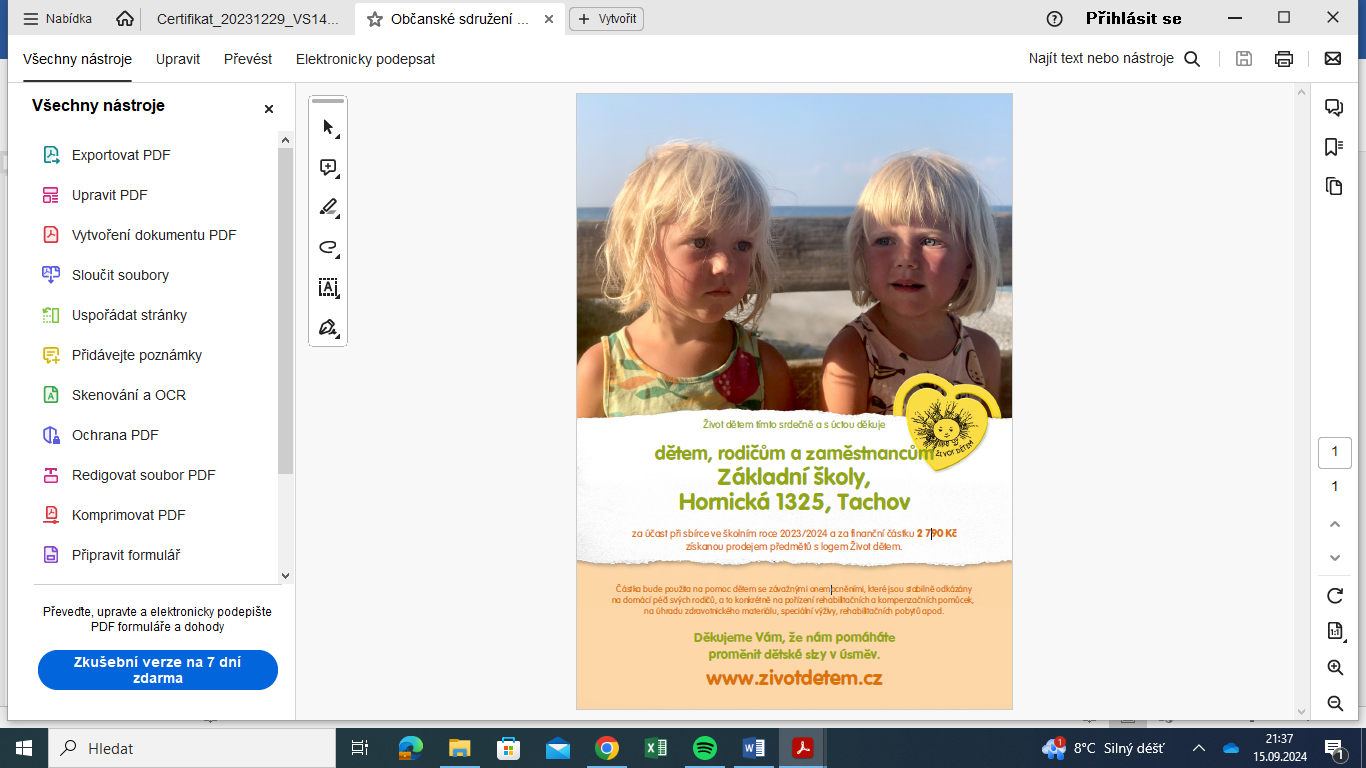 Nabídka
Certifikat_20231229_VS14...
Občanské sdružení ...
Vytvořit
Přihlásit se
Všechny nástroje
Upravit
Převést
Elektronicky podepsat
Najít text nebo nástroje
Všechny nástroje
Exportovat PDF
Upravit PDF
Vytvoření dokumentu PDF
Sloučit soubory
Uspořádat stránky
Přidávejte poznámky
Skenování a OCR
Ochrana PDF
Redigovat soubor PDF
Komprimovat PDF
Připravit formulář
Převeďte, upravte a elektronicky podepište
PDF formuláře a dohody
Zkušební verze na 7 dní
zdarma
Život dětem tímto srdečně a s úctou děkuje
ŽIVOT DĚTEM
dětem, rodičům a zaměstnancům
Základní školy,
Hornická 1325, Tachov
za účast při sbírce ve školním roce 2023/2024 a za finanční částku 2 790 Kč
získanou prodejem předmětů s logem Život dětem.
Částka bude použita na pomoc dětem se závažnými onemocněními, které jsou stabilně odkázány
na domácí péči svých rodičů, a to konkrétně na pořízení rehabilitačních a kompenzačních pomůcek,
na úhradu zdravotnického materiálu, speciální výživy, rehabilitačních pobytů apod.
Děkujeme Vám, že nám pomáháte
proměnit dětské slzy v úsměv.
www.zivotdetem.cz
1
1
1:1
Hledat
1
8°C Silný déšť
21:37
15.09.2024
1